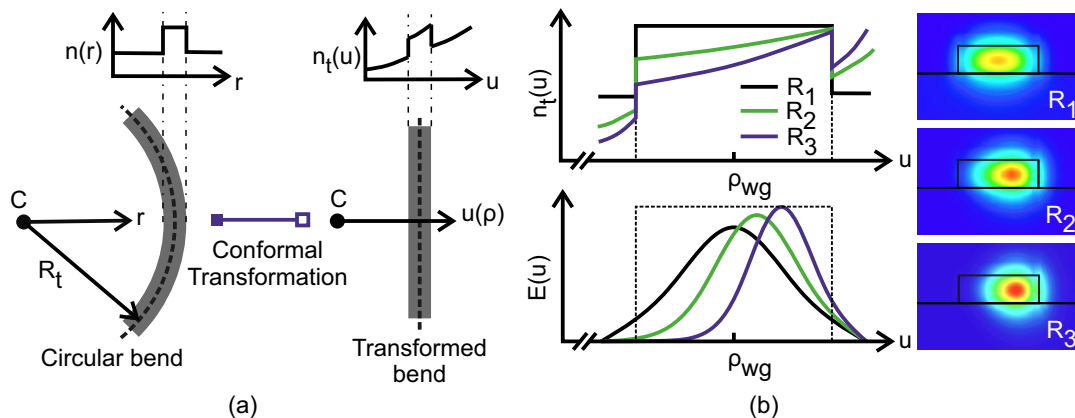 n(r)
r
n_t(u)
u
C
r
R_t
Circular bend
Conformal
Transformation
C
u(ρ)
Transformed
bend
(a)
n_t(u)
R_1
R_2
R_3
u
ρ_wg
E(u)
u
ρ_wg
(b)
R_1
R_2
R_3